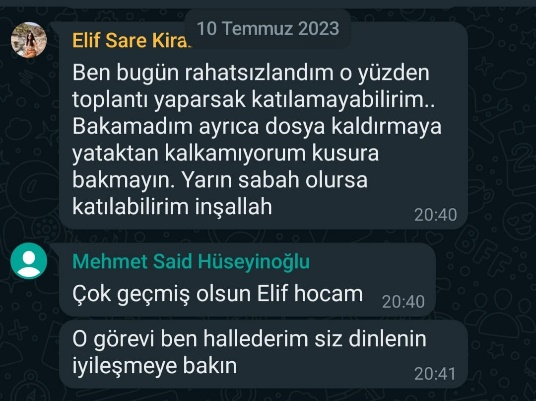 10 Temmuz 2023
Elif Sare Kira
Ben bugün rahatsızlandım o yüzden
toplantı yaparsak katılamayabilirim..
Bakamadım ayrıca dosya kaldırmaya
yataktan kalkamıyorum kusura
bakmayın. Yarın sabah olursa
katılabilirim inşallah
20:40
Mehmet Said Hüseyinoğlu
Çok geçmiş olsun Elif hocam
20:40
O görevi ben hallederim siz dinlenin
iyileşmeye bakın
20:41